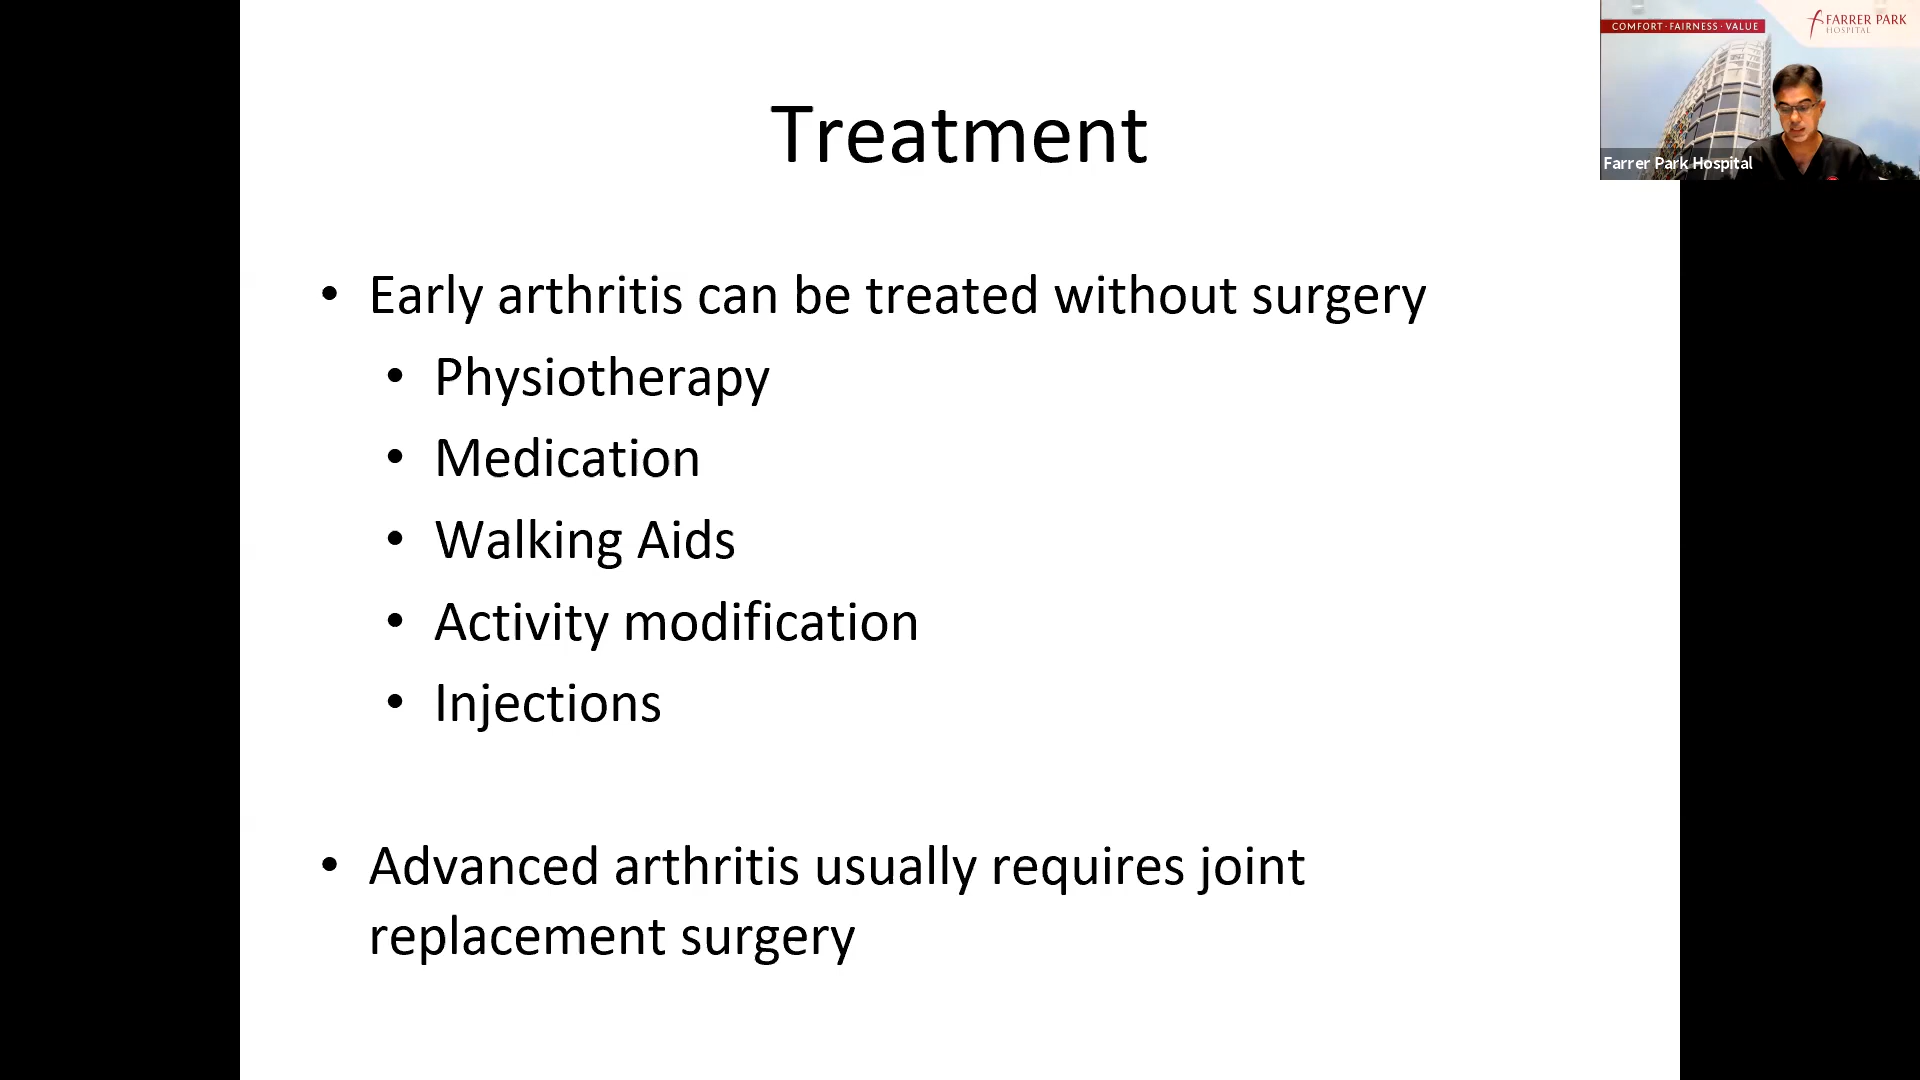 COMFORT · FAIRNESS · VALUE
FARRER PARK
HOSPITAL
Farrer Park Hospital
Treatment
• Early arthritis can be treated without surgery
• Physiotherapy
• Medication
• Walking Aids
• Activity modification
• Injections
• Advanced arthritis usually requires joint
replacement surgery